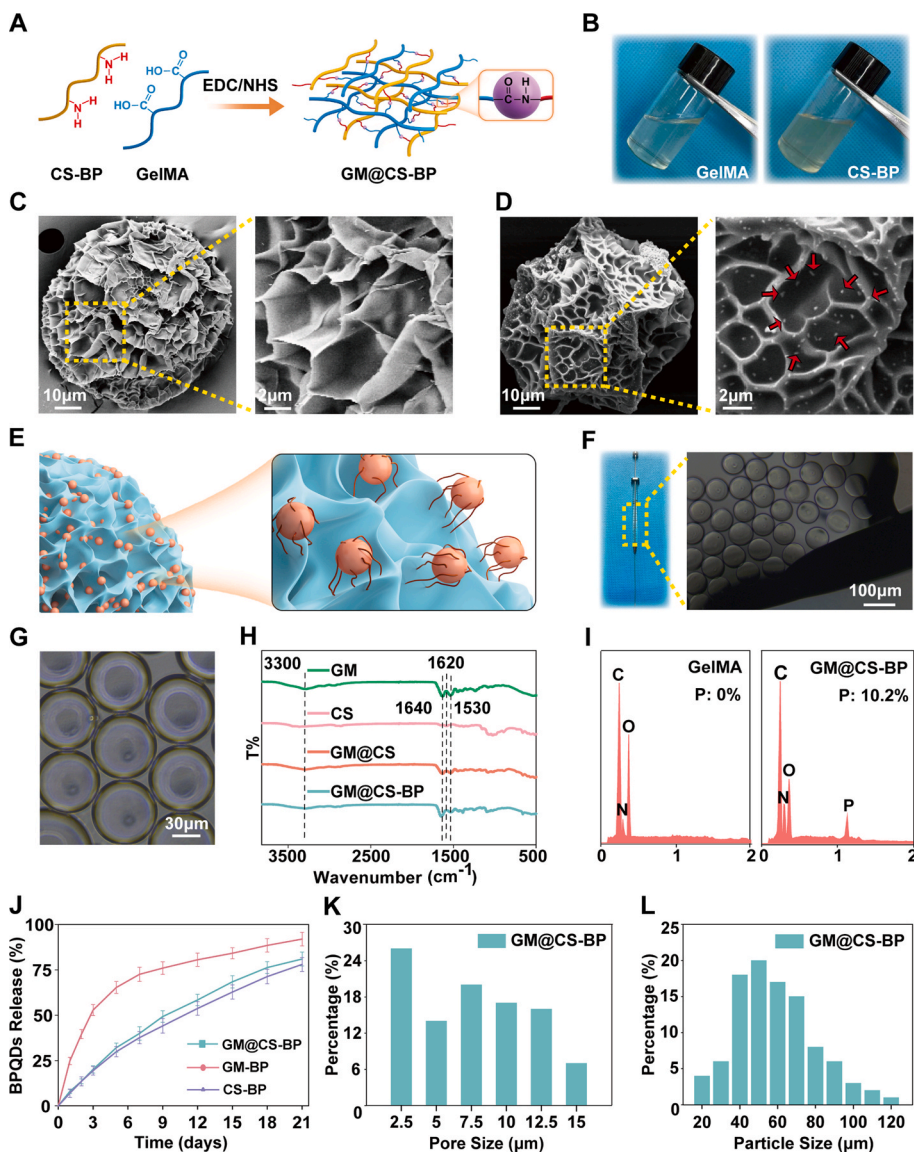 A
H
N
H
N
H
O
HO
C
O
HO
C
EDC/NHS
O H
C N
CS-BP
GelMA
GM@CS-BP
B
GelMA
CS-BP
C
10μm
2μm
D
10μm
2μm
E
F
100μm
G
30μm
H
3300
1620
GM
1640
1530
CS
GM@CS
GM@CS-BP
T%
3500 2500 1500 500
Wavenumber (cm-1)
I
GelMA
P: 0%
C
O
N
0 1 2
GM@CS-BP
P: 10.2%
C
O
N
P
0 1 2
J
BPQDs Release (%)
100
75
50
25
0
GM@CS-BP
GM-BP
CS-BP
0 3 6 9 12 15 18 21
Time (days)
K
Percentage (%)
30
24
18
12
6
0
GM@CS-BP
2.5 5 7.5 10 12.5 15
Pore Size (μm)
L
Percentage (%)
25
20
15
10
5
0
GM@CS-BP
20 40 60 80 100 120
Particle Size (μm)